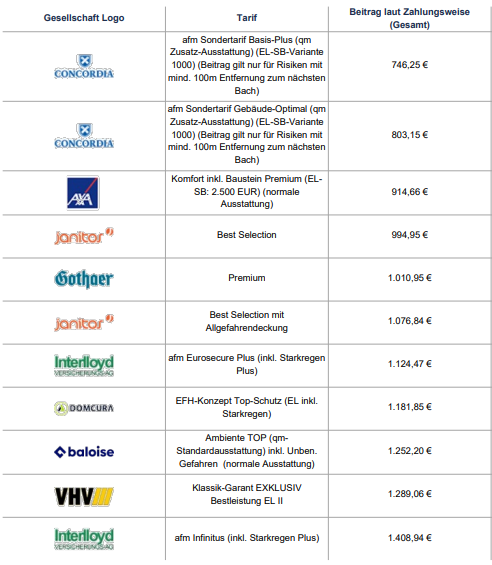 Gesellschaft Logo
Tarif
Beitrag laut Zahlungsweise
(Gesamt)
CONCORDIA
afm Sondertarif Basis-Plus (qm
Zusatz-Ausstattung) (EL-SB-Variante
1000) (Beitrag gilt nur für Risiken mit
mind. 100m Entfernung zum nächsten
Bach)
746,25 €
CONCORDIA
afm Sondertarif Gebäude-Optimal (qm
Zusatz-Ausstattung) (EL-SB-Variante
1000) (Beitrag gilt nur für Risiken mit
mind. 100m Entfernung zum nächsten
Bach)
803,15 €
AXA
Komfort inkl. Baustein Premium (EL-
SB: 2.500 EUR) (normale
Ausstattung)
914,66 €
janitos
Best Selection
994,95 €
Gothaer
Premium
1.010,95 €
janitos
Best Selection mit
Allgefahrendeckung
1.076,84 €
Interlloyd
VERSICHERUNGS-AG
afm Eurosecure Plus (inkl. Starkregen
Plus)
1.124,47 €
DOMCURA
EFH-Konzept Top-Schutz (EL inkl.
Starkregen)
1.181,85 €
baloise
Ambiente TOP (qm-
Standardausstattung) inkl. Unben.
Gefahren (normale Ausstattung)
1.252,20 €
VHV
Klassik-Garant EXKLUSIV
Bestleistung EL II
1.289,06 €
Interlloyd
VERSICHERUNGS-AG
afm Infinitus (inkl. Starkregen Plus)
1.408,94 €